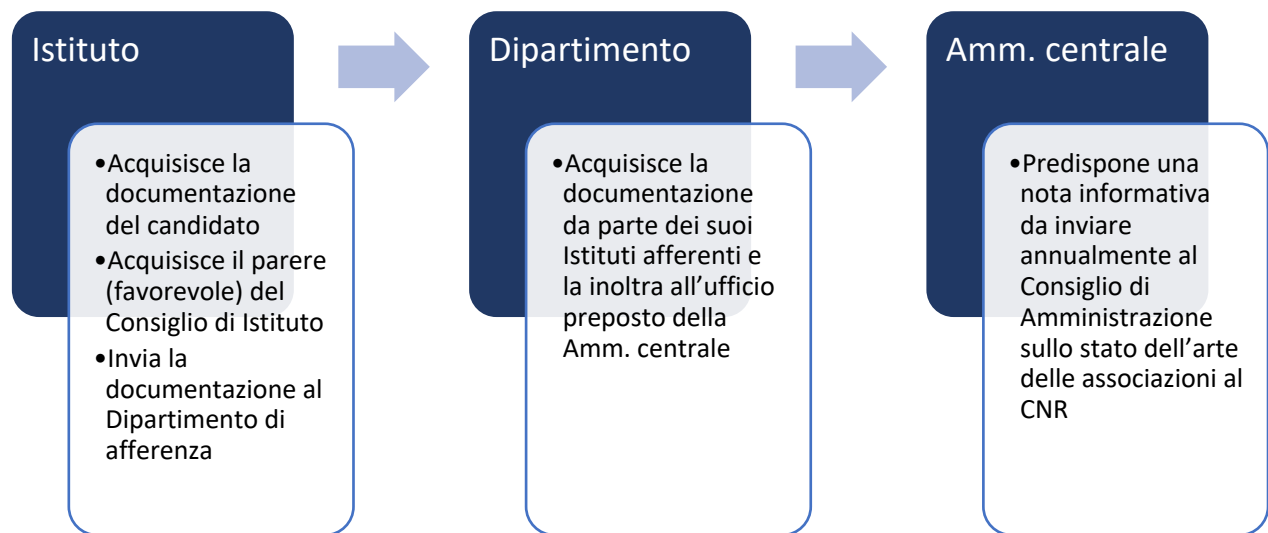 Istituto
•Acquisisce la
documentazione
del candidato
•Acquisisce il parere
(favorevole) del
Consiglio di Istituto
•Invia la
documentazione al
Dipartimento di
afferenza
Dipartimento
•Acquisisce la
documentazione
da parte dei suoi
Istituti afferenti e
la inoltra all’ufficio
preposto della
Amm. centrale
Amm. centrale
•Predispone una
nota informativa
da inviare
annualmente al
Consiglio di
Amministrazione
sullo stato dell’arte
delle associazioni al
CNR